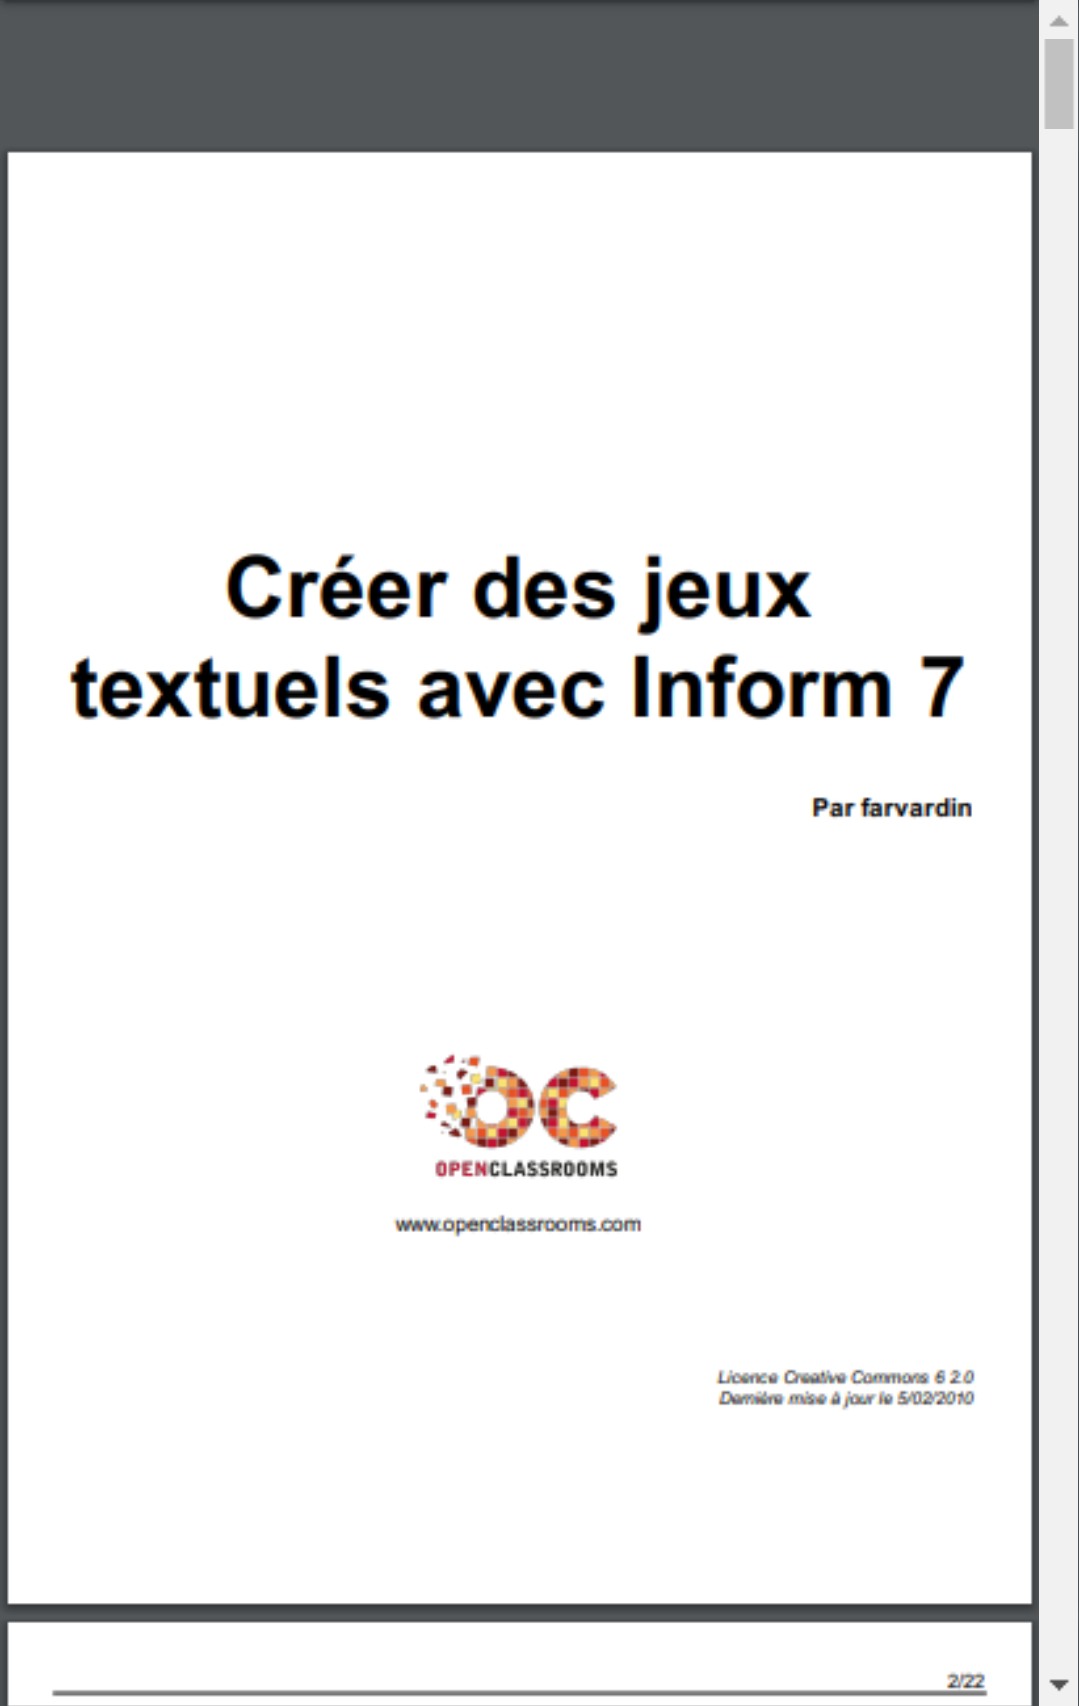 Créer des jeux
textuels avec Inform 7
Par farvardin
OC
OPENCLASSROOMS
www.openclassrooms.com
Licence Creative Commons 6 2.0
Dernière mise à jour le 5/02/2010
2/22